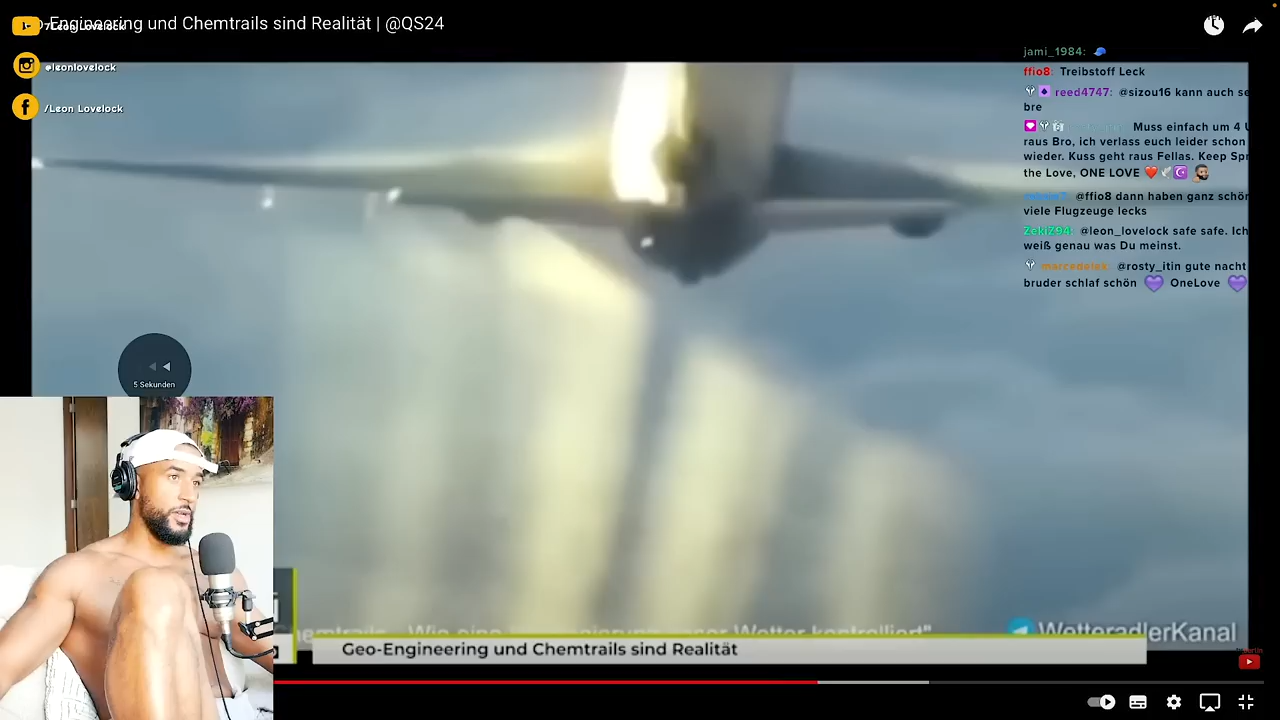 o-Engineering und Chemtrails sind Realität | @QS24
/Leon Lovelock
@leonlovelock
/Leon Lovelock
jami_1984:
ffio8: Treibstoff Leck
reed4747: @sizou16 kann auch se
bre
Muss einfach um 4 U
raus Bro, ich verlass euch leider schon
wieder. Kuss geht raus Fellas. Keep Spr
the Love, ONE LOVE
@ffio8 dann haben ganz schön
viele Flugzeuge lecks
ZekiZ94: @leon_lovelock safe safe. Ich
weiß genau was Du meinst.
@rosty_itin gute nacht
bruder schlaf schön OneLove
5 Sekunden
WetteradlerKanal
Geo-Engineering und Chemtrails sind Realität